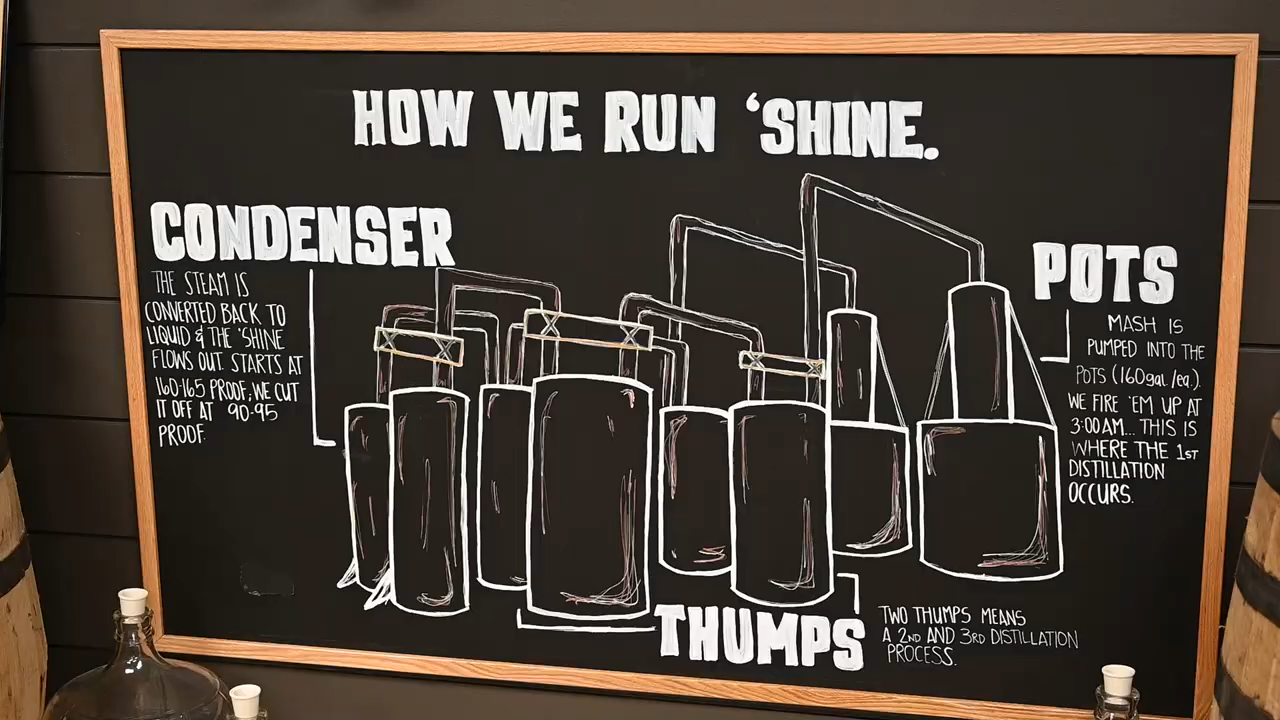 HOW WE RUN 'SHINE.
CONDENSER
THE STEAM IS
CONVERTED BACK TO
LIQUID & THE 'SHINE
FLOWS OUT. STARTS AT
160-165 PROOF; WE CUT
IT OFF AT 90-95
PROOF.
POTS
MASH IS
PUMPED INTO THE
POTS (160gal./ea.).
WE FIRE 'EM UP AT
3:00AM... THIS IS
WHERE THE 1ST
DISTILLATION
OCCURS.
THUMPS
TWO THUMPS MEANS
A 2ND AND 3RD DISTILLATION
PROCESS.